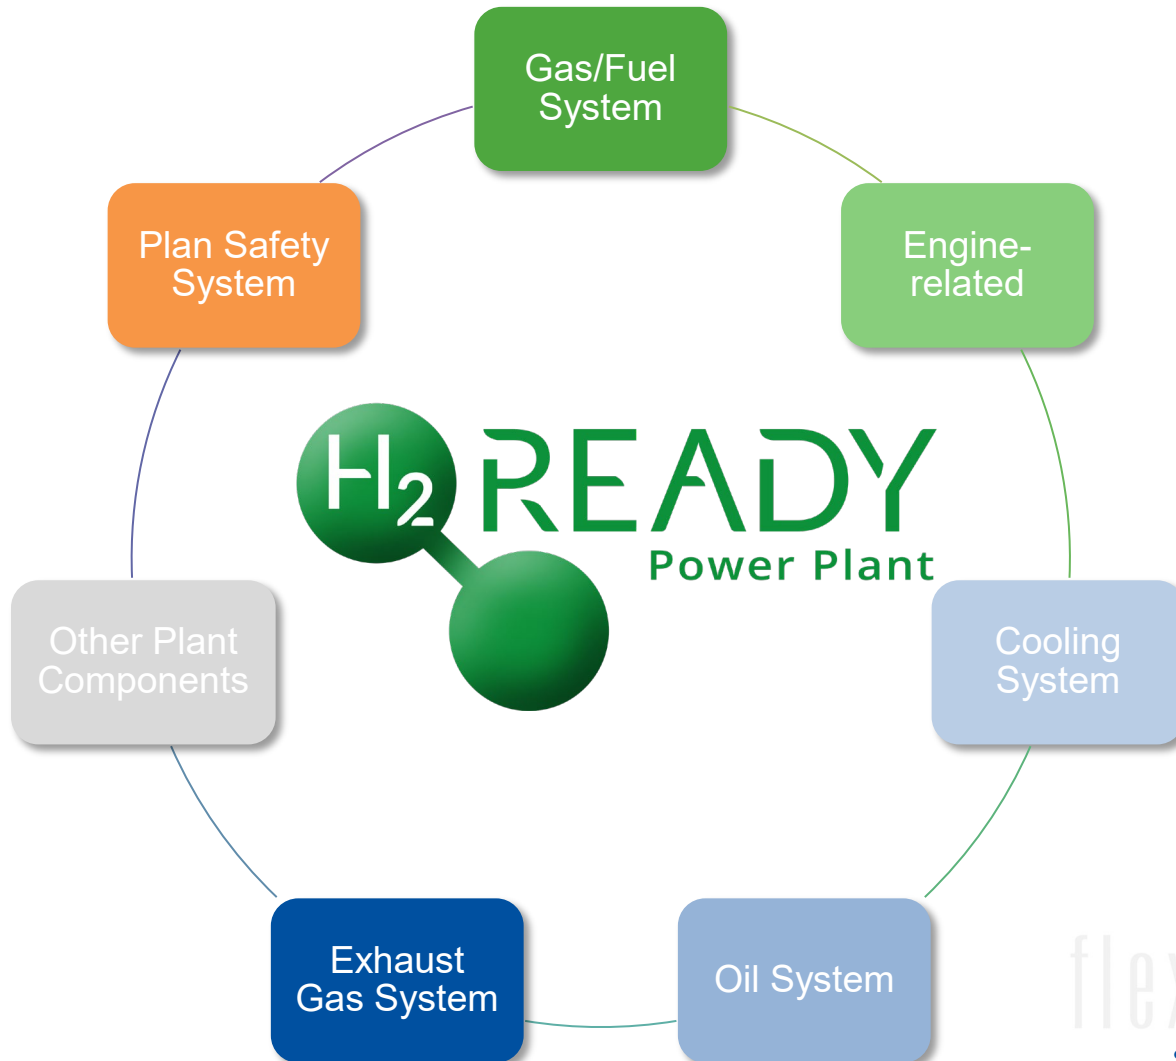 Gas/Fuel
System
Engine-
related
Cooling
System
Oil System
Exhaust
Gas System
Other Plant
Components
Plan Safety
System
H2 READY
Power Plant